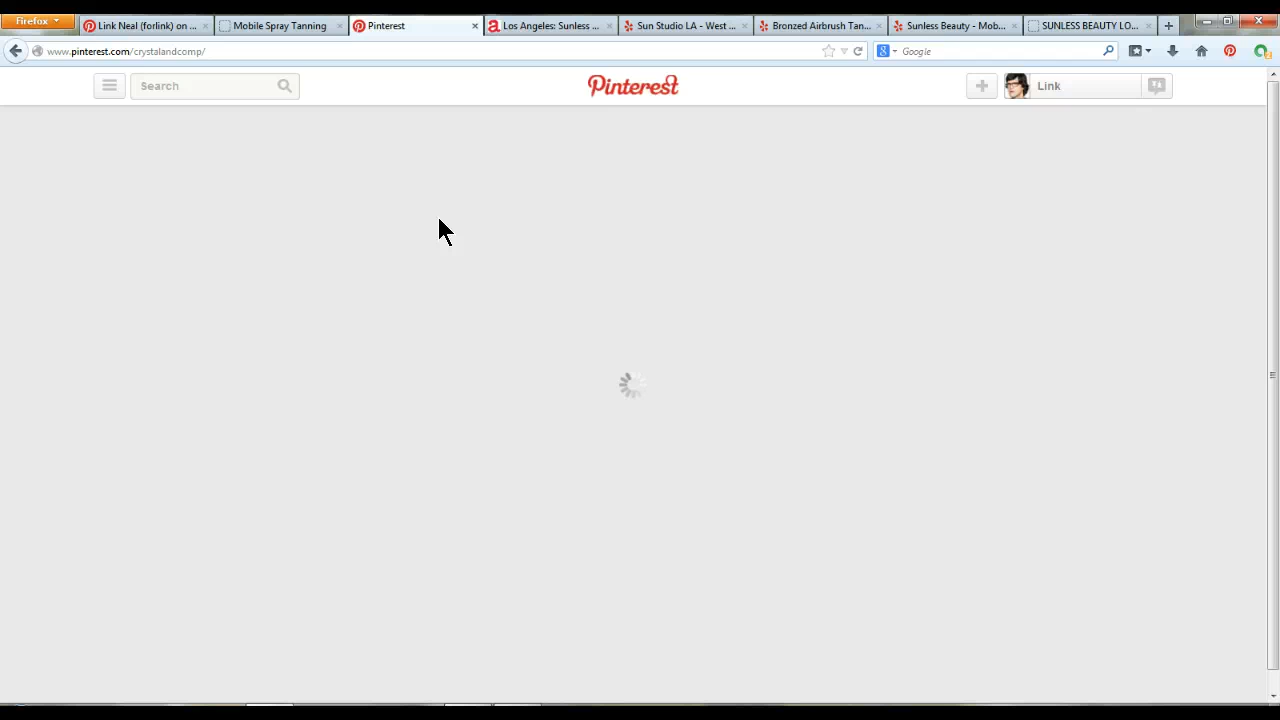 Firefox
Link Neal (forlink) on ...
Mobile Spray Tanning
Pinterest
Los Angeles: Sunless ...
Sun Studio LA - West ...
Bronzed Airbrush Tan...
Sunless Beauty - Mob...
SUNLESS BEAUTY LO...
www.pinterest.com/crystalandcomp/
Google
Search
Pinterest
Link